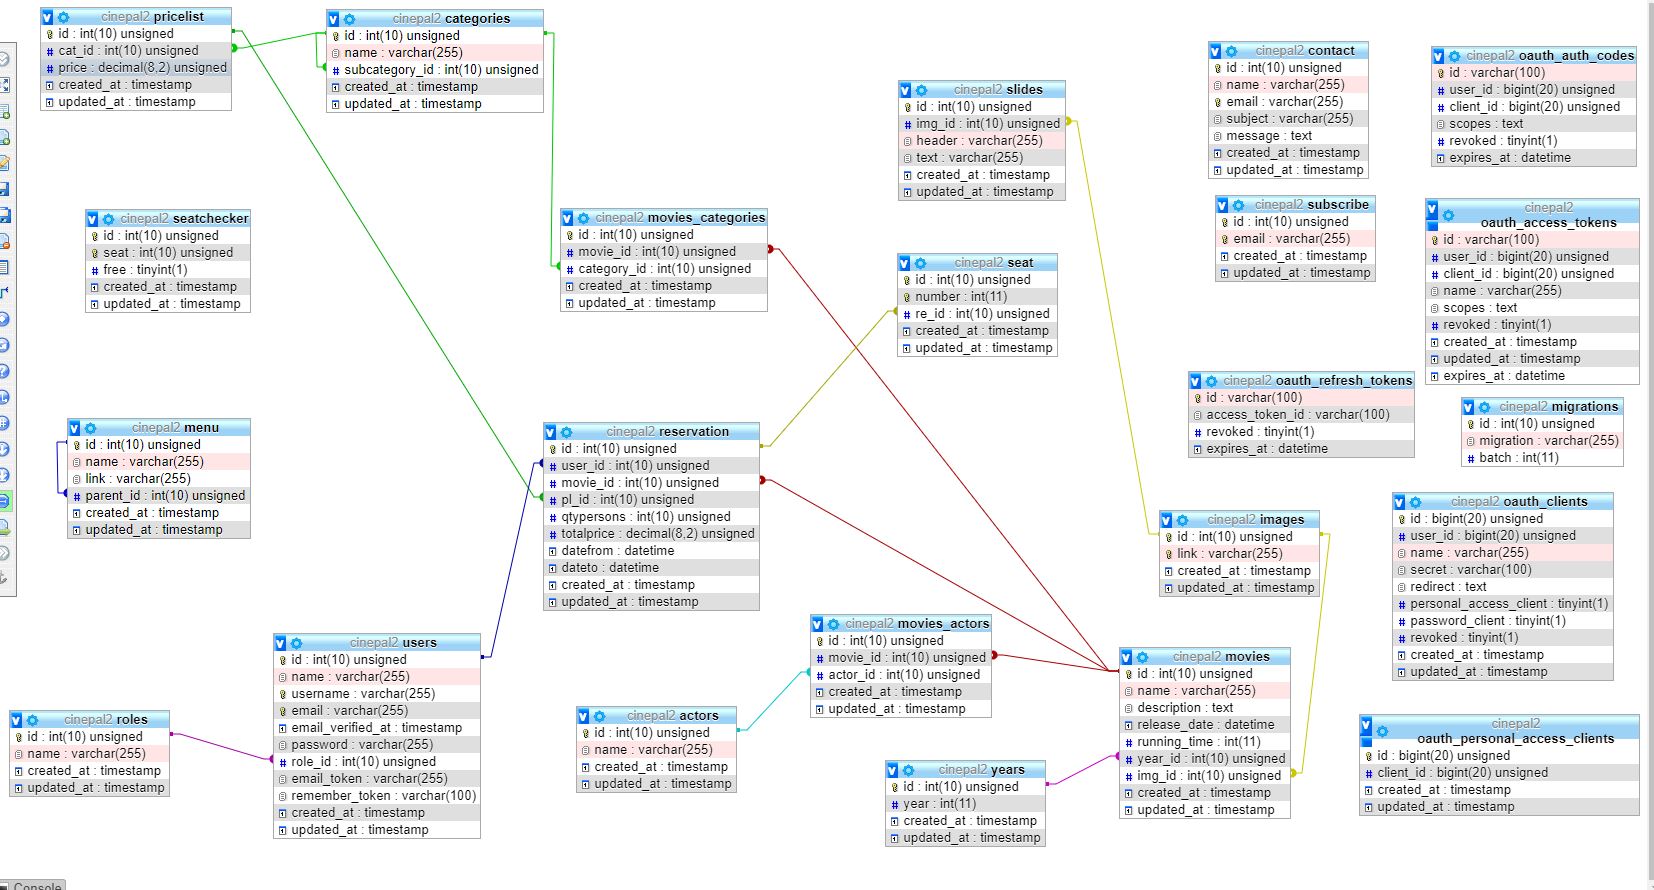 cinepal2 pricelist
id : int(10) unsigned
cat_id : int(10) unsigned
price : decimal(8,2) unsigned
created_at : timestamp
updated_at : timestamp
cinepal2 categories
id : int(10) unsigned
name : varchar(255)
subcategory_id : int(10) unsigned
created_at : timestamp
updated_at : timestamp
cinepal2 slides
id : int(10) unsigned
img_id : int(10) unsigned
header : varchar(255)
text : varchar(255)
created_at : timestamp
updated_at : timestamp
cinepal2 contact
id : int(10) unsigned
name : varchar(255)
email : varchar(255)
subject : varchar(255)
message : text
created_at : timestamp
updated_at : timestamp
cinepal2 oauth_auth_codes
id : varchar(100)
user_id : bigint(20) unsigned
client_id : bigint(20) unsigned
scopes : text
revoked : tinyint(1)
expires_at : datetime
cinepal2 seatchecker
id : int(10) unsigned
seat : int(10) unsigned
free : tinyint(1)
created_at : timestamp
updated_at : timestamp
cinepal2 movies_categories
id : int(10) unsigned
movie_id : int(10) unsigned
category_id : int(10) unsigned
created_at : timestamp
updated_at : timestamp
cinepal2 seat
id : int(10) unsigned
number : int(11)
re_id : int(10) unsigned
created_at : timestamp
updated_at : timestamp
cinepal2 subscribe
id : int(10) unsigned
email : varchar(255)
created_at : timestamp
updated_at : timestamp
cinepal2
oauth_access_tokens
id : varchar(100)
user_id : bigint(20) unsigned
client_id : bigint(20) unsigned
name : varchar(255)
scopes : text
revoked : tinyint(1)
created_at : timestamp
updated_at : timestamp
expires_at : datetime
cinepal2 oauth_refresh_tokens
id : varchar(100)
access_token_id : varchar(100)
revoked : tinyint(1)
expires_at : datetime
cinepal2 migrations
id : int(10) unsigned
migration : varchar(255)
batch : int(11)
cinepal2 menu
id : int(10) unsigned
name : varchar(255)
link : varchar(255)
parent_id : int(10) unsigned
created_at : timestamp
updated_at : timestamp
cinepal2 reservation
id : int(10) unsigned
user_id : int(10) unsigned
movie_id : int(10) unsigned
pl_id : int(10) unsigned
qtypersons : int(10) unsigned
totalprice : decimal(8,2) unsigned
datefrom : datetime
dateto : datetime
created_at : timestamp
updated_at : timestamp
cinepal2 images
id : int(10) unsigned
link : varchar(255)
created_at : timestamp
updated_at : timestamp
cinepal2 oauth_clients
id : bigint(20) unsigned
user_id : bigint(20) unsigned
name : varchar(255)
secret : varchar(100)
redirect : text
personal_access_client : tinyint(1)
password_client : tinyint(1)
revoked : tinyint(1)
created_at : timestamp
updated_at : timestamp
cinepal2 users
id : int(10) unsigned
name : varchar(255)
username : varchar(255)
email : varchar(255)
email_verified_at : timestamp
password : varchar(255)
role_id : int(10) unsigned
email_token : varchar(255)
remember_token : varchar(100)
created_at : timestamp
updated_at : timestamp
cinepal2 movies_actors
id : int(10) unsigned
movie_id : int(10) unsigned
actor_id : int(10) unsigned
created_at : timestamp
updated_at : timestamp
cinepal2 movies
id : int(10) unsigned
name : varchar(255)
description : text
release_date : datetime
running_time : int(11)
year_id : int(10) unsigned
img_id : int(10) unsigned
created_at : timestamp
updated_at : timestamp
cinepal2 roles
id : int(10) unsigned
name : varchar(255)
created_at : timestamp
updated_at : timestamp
cinepal2 actors
id : int(10) unsigned
name : varchar(255)
created_at : timestamp
updated_at : timestamp
cinepal2 years
id : int(10) unsigned
year : int(11)
created_at : timestamp
updated_at : timestamp
cinepal2
oauth_personal_access_clients
id : bigint(20) unsigned
client_id : bigint(20) unsigned
created_at : timestamp
updated_at : timestamp
Console